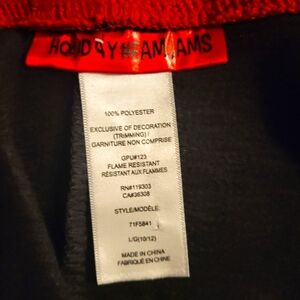 100% POLYESTER
EXCLUSIVE OF DECORATION
(TRIMMING) /
GARNITURE NON COMPRISE
GPU#123
FLAME RESISTANT
RÉSISTANT AUX FLAMMES
RN#119303
CA#36308
STYLE/MODÈLE:
71F5841
L/G(10/12)
MADE IN CHINA
FABRIQUÉ EN CHINE